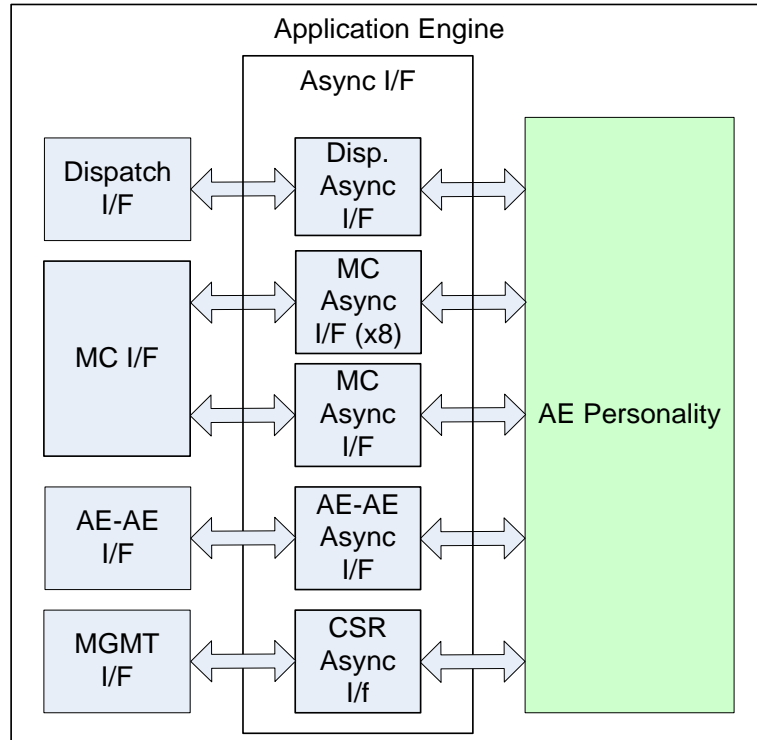 Application Engine
Async I/F
Dispatch
I/F
Disp.
Async
I/F
MC I/F
MC
Async
I/F (x8)
MC
Async
I/F
AE-AE
I/F
AE-AE
Async
I/F
MGMT
I/F
CSR
Async
I/f
AE Personality